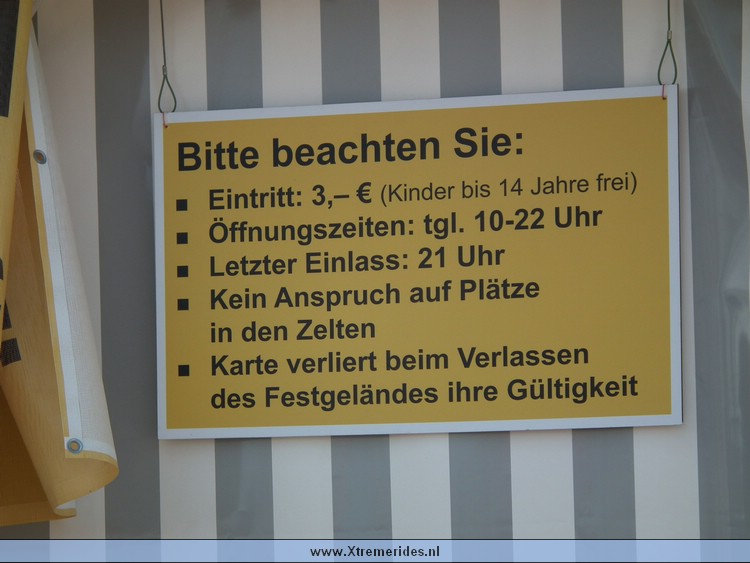 Bitte beachten Sie:
▪ Eintritt: 3,– € (Kinder bis 14 Jahre frei)
▪ Öffnungszeiten: tgl. 10-22 Uhr
▪ Letzter Einlass: 21 Uhr
▪ Kein Anspruch auf Plätze
in den Zelten
▪ Karte verliert beim Verlassen
des Festgeländes ihre Gültigkeit
www.Xtremerides.nl